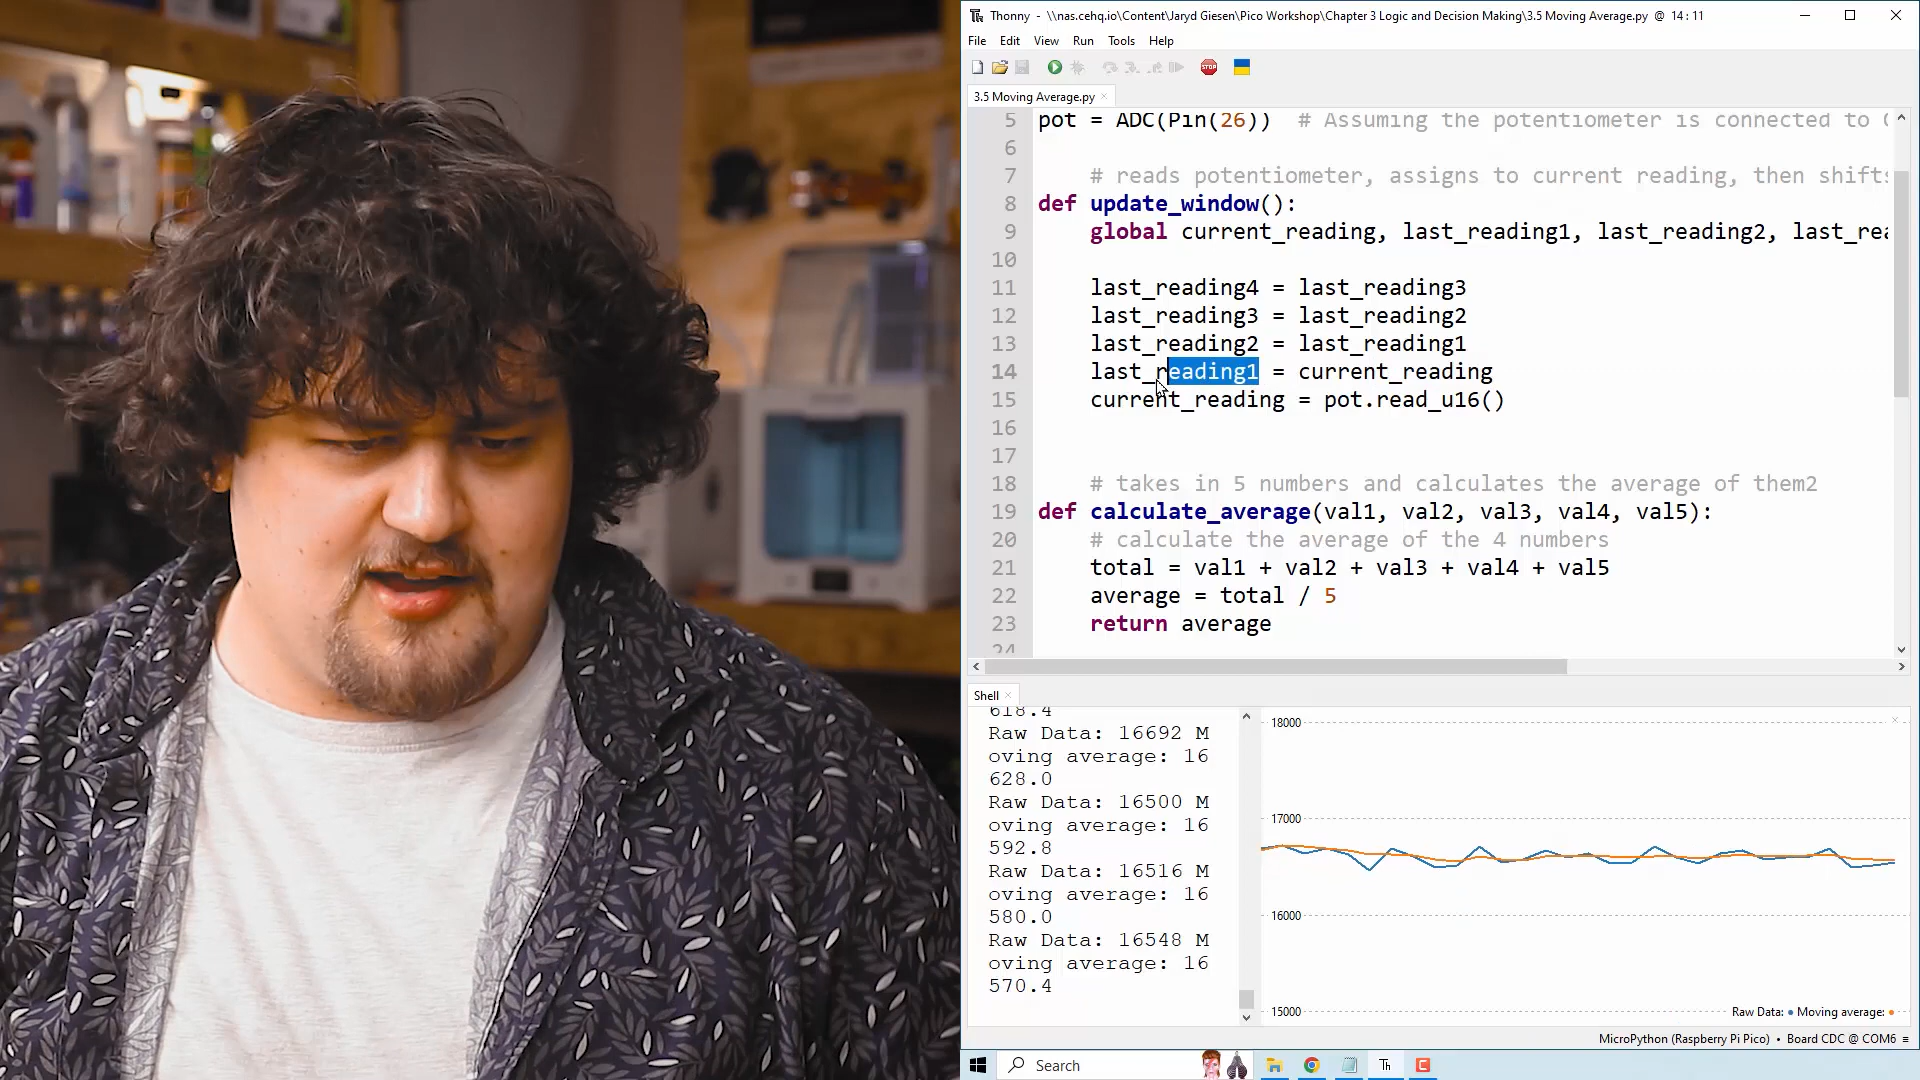 Thonny - \\nas.cehq.io\Content\Jaryd Giesen\Pico Workshop\Chapter 3 Logic and Decision Making\3.5 Moving Average.py @ 14 : 11
File Edit View Run Tools Help
STOP
3.5 Moving Average.py ×
5 pot = ADC(Pin(26)) # Assuming the potentiometer is connected to
6
7 # reads potentiometer, assigns to current reading, then shifts
8 def update_window():
9 global current_reading, last_reading1, last_reading2, last_rea
10
11 last_reading4 = last_reading3
12 last_reading3 = last_reading2
13 last_reading2 = last_reading1
14 last_reading1 = current_reading
15 current_reading = pot.read_u16()
16
17
18 # takes in 5 numbers and calculates the average of them2
19 def calculate_average(val1, val2, val3, val4, val5):
20 # calculate the average of the 4 numbers
21 total = val1 + val2 + val3 + val4 + val5
22 average = total / 5
23 return average
24
Shell ×
618.4
Raw Data: 16692 M
oving average: 16
628.0
Raw Data: 16500 M
oving average: 16
592.8
Raw Data: 16516 M
oving average: 16
580.0
Raw Data: 16548 M
oving average: 16
570.4
18000
17000
16000
15000
Raw Data: • Moving average: •
MicroPython (Raspberry Pi Pico) • Board CDC @ COM6 ≡
Search
Th
C